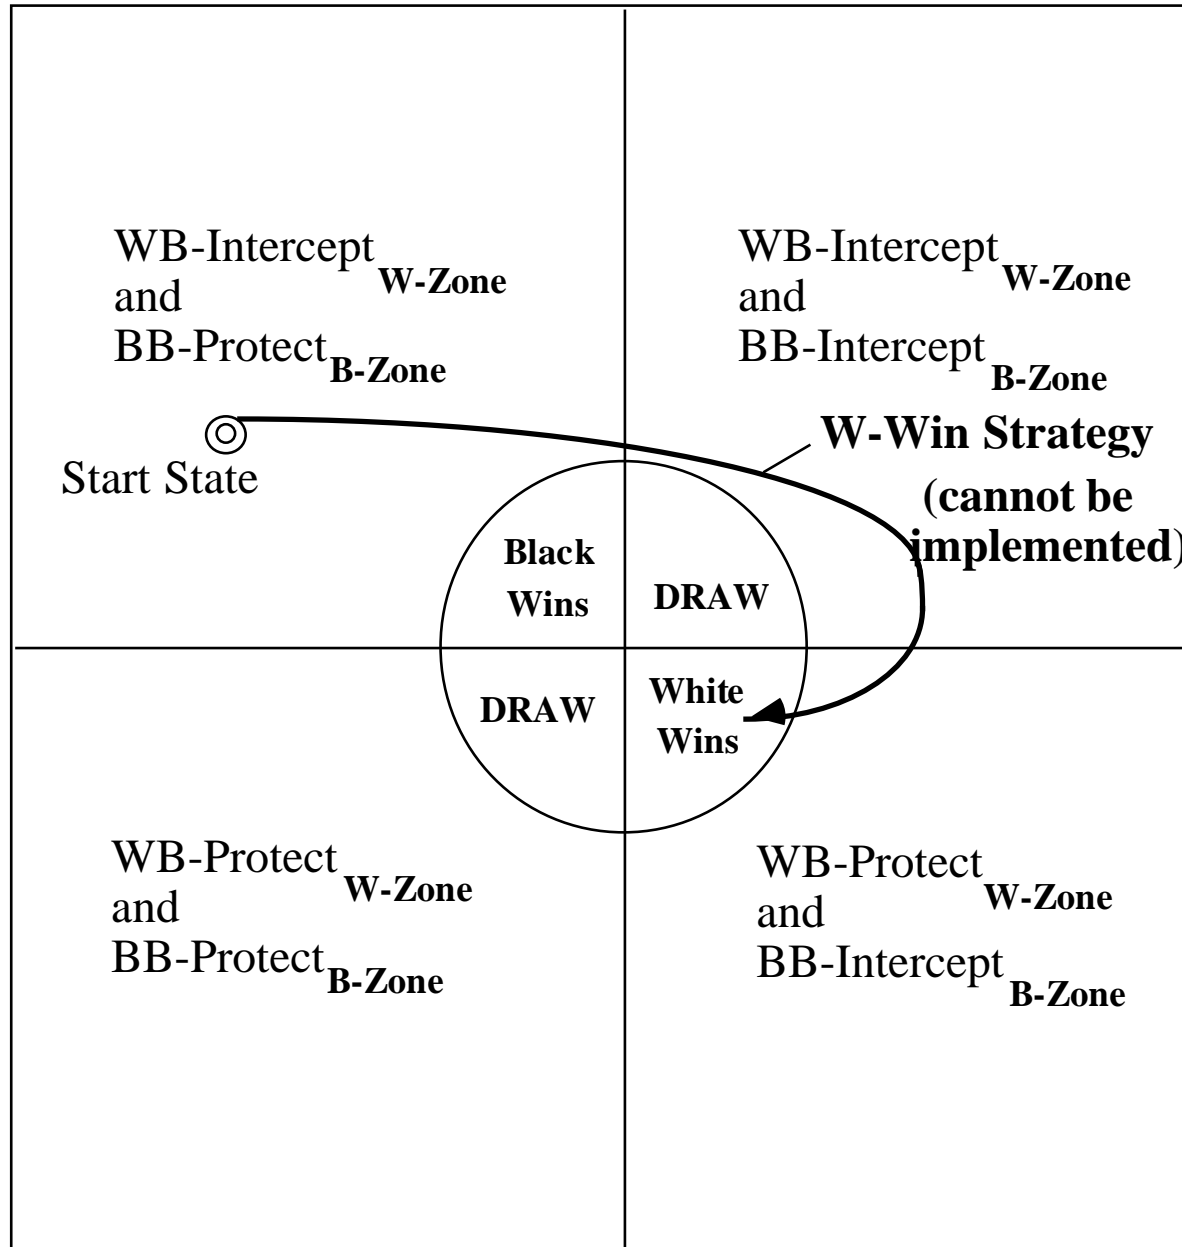 WB-Intercept W-Zone
and
BB-Protect B-Zone
WB-Intercept W-Zone
and
BB-Intercept B-Zone
Start State
W-Win Strategy
(cannot be
implemented)
Black
Wins
DRAW
DRAW
White
Wins
WB-Protect W-Zone
and
BB-Protect B-Zone
WB-Protect W-Zone
and
BB-Intercept B-Zone